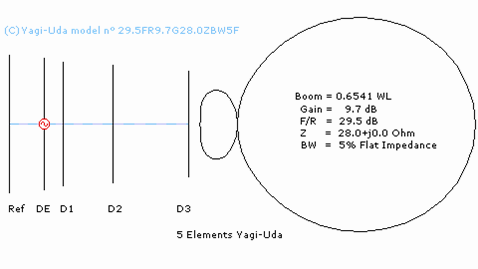 (C)Yagi-Uda model nº 29.5FR9.7G28.0ZBW5F
Boom = 0.6541 WL
Gain = 9.7 dB
F/R = 29.5 dB
Z = 28.0+j0.0 Ohm
BW = 5% Flat Impedance
Ref DE D1 D2 D3
5 Elements Yagi-Uda